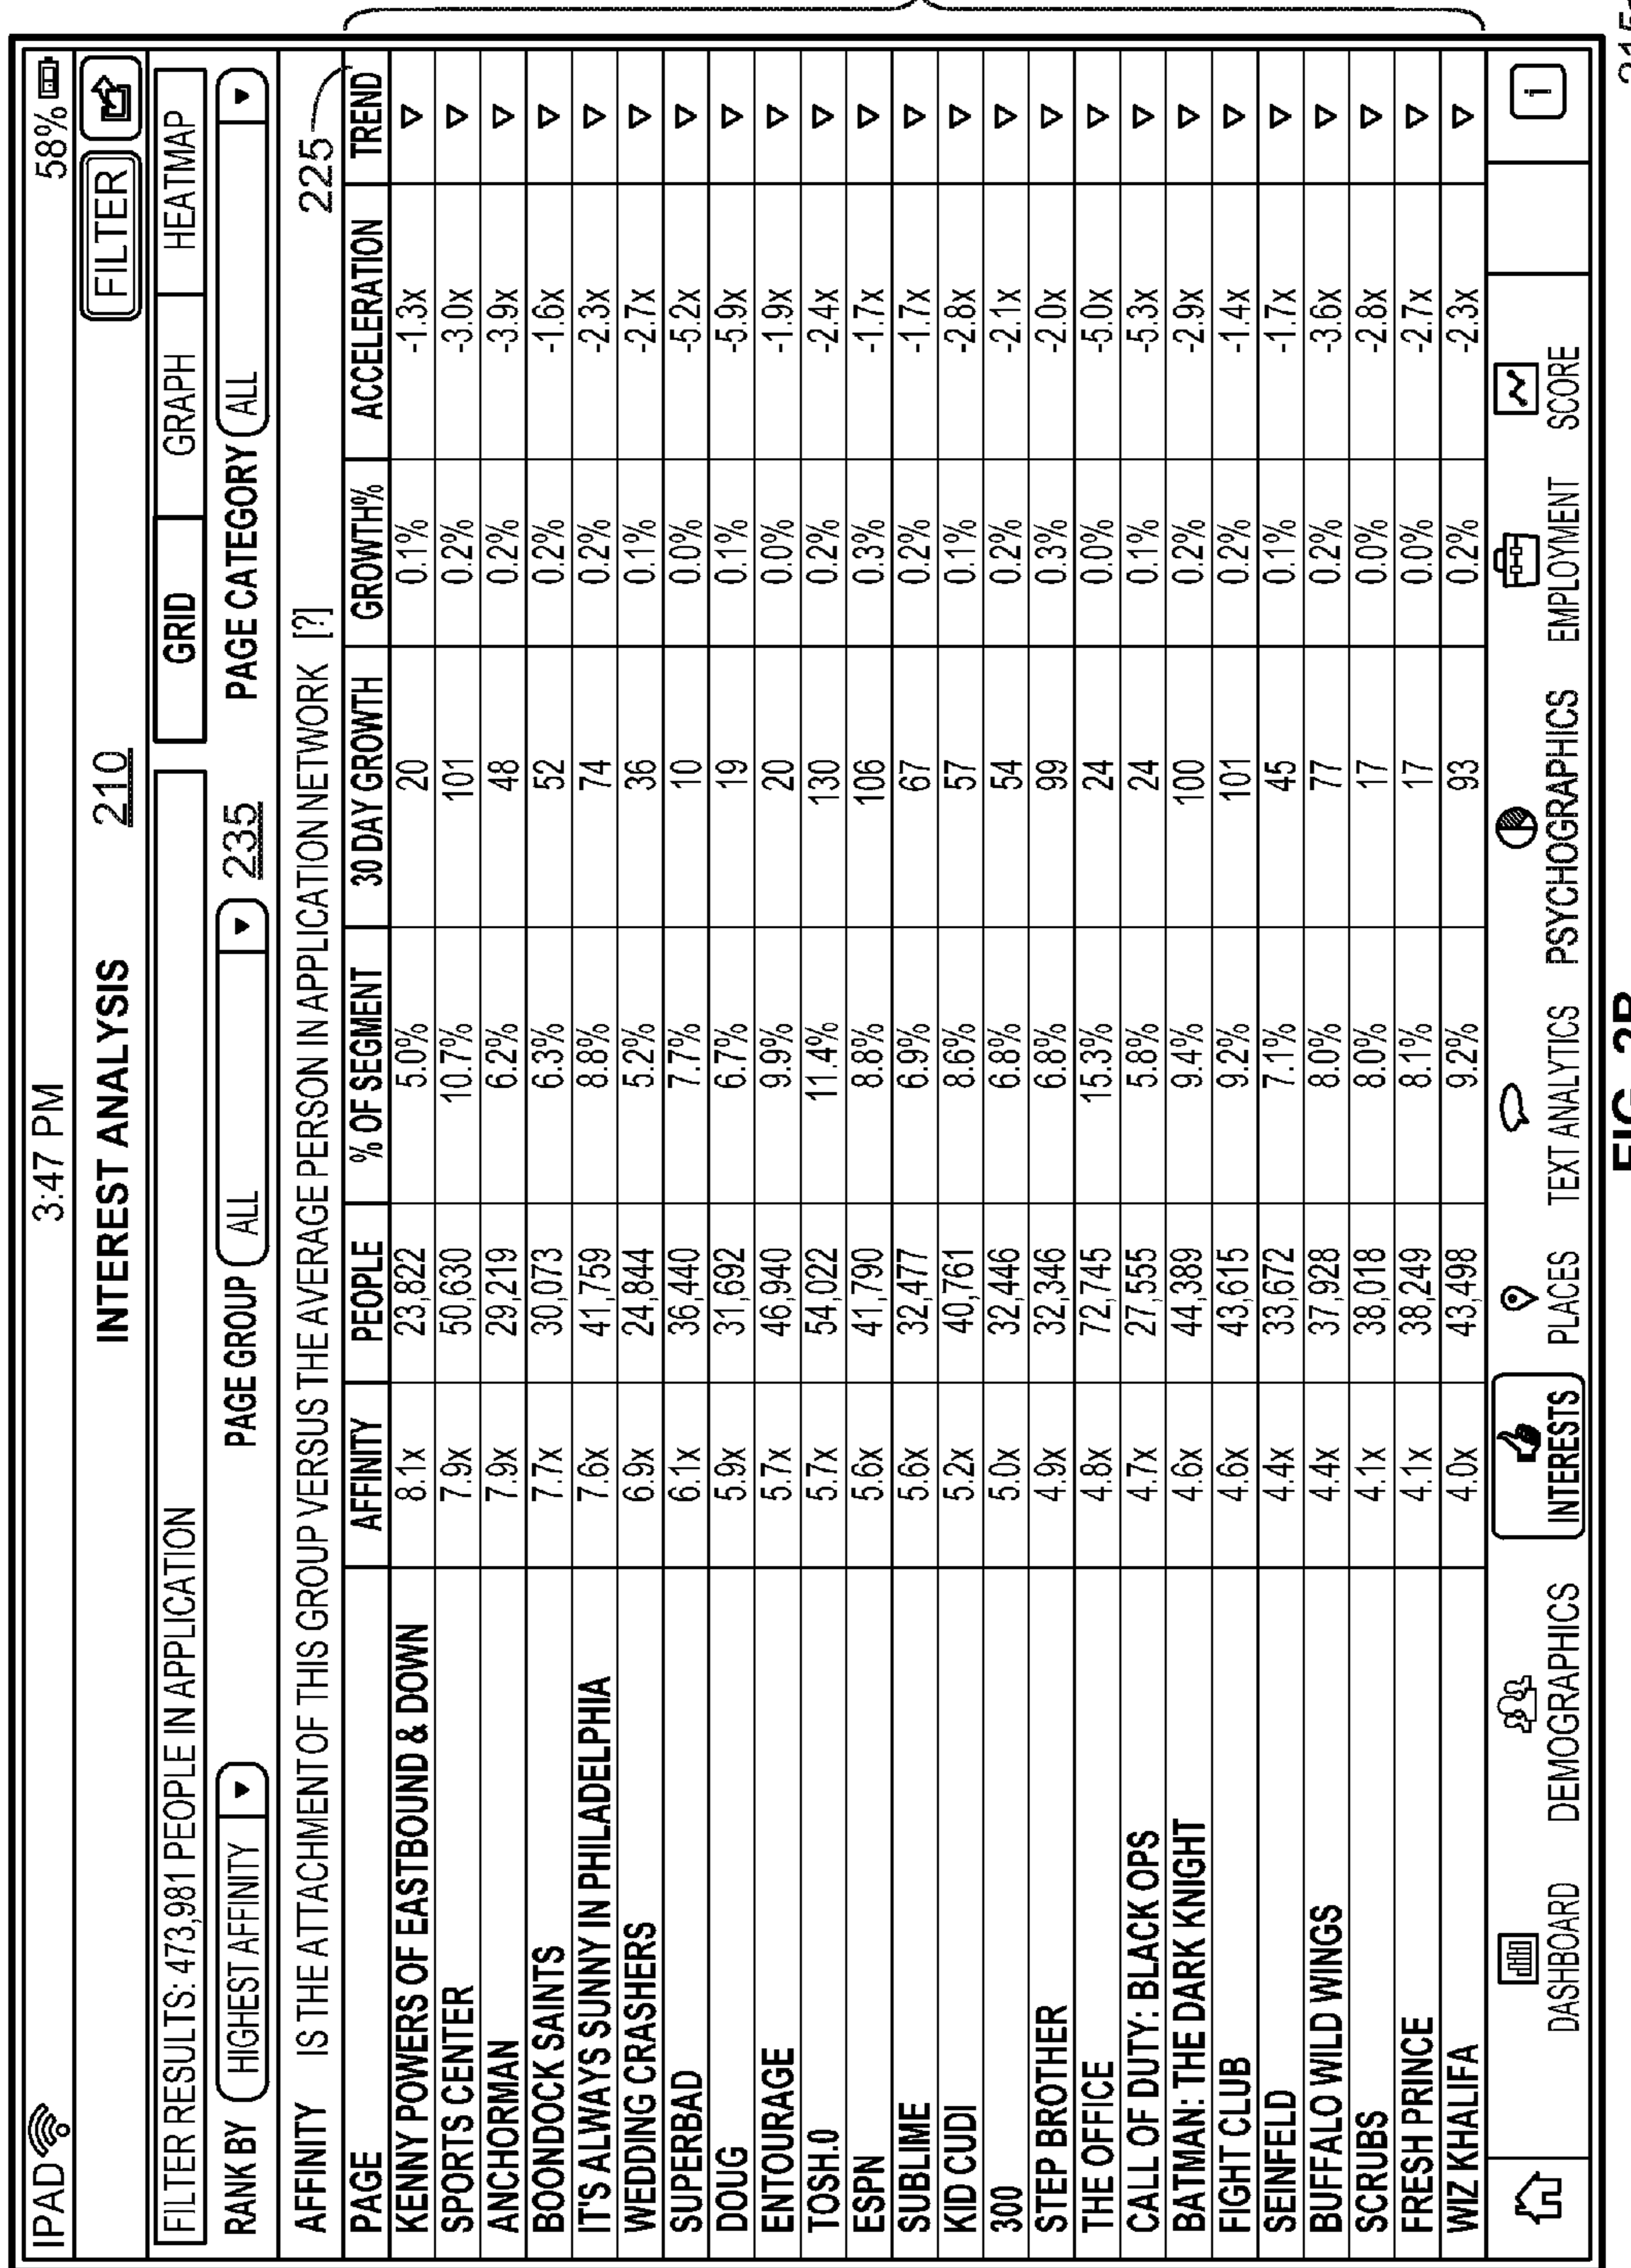 IPAD 3:47 PM 58%
INTEREST ANALYSIS 210 FILTER
FILTER RESULTS: 473,981 PEOPLE IN APPLICATION GRID GRAPH HEATMAP
RANK BY HIGHEST AFFINITY PAGE GROUP ALL 235 PAGE CATEGORY ALL
AFFINITY IS THE ATTACHMENT OF THIS GROUP VERSUS THE AVERAGE PERSON IN APPLICATION NETWORK [?] 225
PAGE AFFINITY PEOPLE % OF SEGMENT 30 DAY GROWTH GROWTH% ACCELERATION TREND
KENNY POWERS OF EASTBOUND & DOWN 8.1x 23,822 5.0% 20 0.1% -1.3x
SPORTS CENTER 7.9x 50,630 10.7% 101 0.2% -3.0x
ANCHORMAN 7.9x 29,219 6.2% 48 0.2% -3.9x
BOONDOCK SAINTS 7.7x 30,073 6.3% 52 0.2% -1.6x
IT'S ALWAYS SUNNY IN PHILADELPHIA 7.6x 41,759 8.8% 74 0.2% -2.3x
WEDDING CRASHERS 6.9x 24,844 5.2% 36 0.1% -2.7x
SUPERBAD 6.1x 36,440 7.7% 10 0.0% -5.2x
DOUG 5.9x 31,692 6.7% 19 0.1% -5.9x
ENTOURAGE 5.7x 46,940 9.9% 20 0.0% -1.9x
TOSH.0 5.7x 54,022 11.4% 130 0.2% -2.4x
ESPN 5.6x 41,790 8.8% 106 0.3% -1.7x
SUBLIME 5.6x 32,477 6.9% 67 0.2% -1.7x
KID CUDI 5.2x 40,761 8.6% 57 0.1% -2.8x
300 5.0x 32,446 6.8% 54 0.2% -2.1x
STEP BROTHER 4.9x 32,346 6.8% 99 0.3% -2.0x
THE OFFICE 4.8x 72,745 15.3% 24 0.0% -5.0x
CALL OF DUTY: BLACK OPS 4.7x 27,555 5.8% 24 0.1% -5.3x
BATMAN: THE DARK KNIGHT 4.6x 44,389 9.4% 100 0.2% -2.9x
FIGHT CLUB 4.6x 43,615 9.2% 101 0.2% -1.4x
SEINFELD 4.4x 33,672 7.1% 45 0.1% -1.7x
BUFFALO WILD WINGS 4.4x 37,928 8.0% 77 0.2% -3.6x
SCRUBS 4.1x 38,018 8.0% 17 0.0% -2.8x
FRESH PRINCE 4.1x 38,249 8.1% 17 0.0% -2.7x
WIZ KHALIFA 4.0x 43,498 9.2% 93 0.2% -2.3x
DASHBOARD DEMOGRAPHICS INTERESTS PLACES TEXT ANALYTICS PSYCHOGRAPHICS EMPLOYMENT SCORE i
FIG. 2B